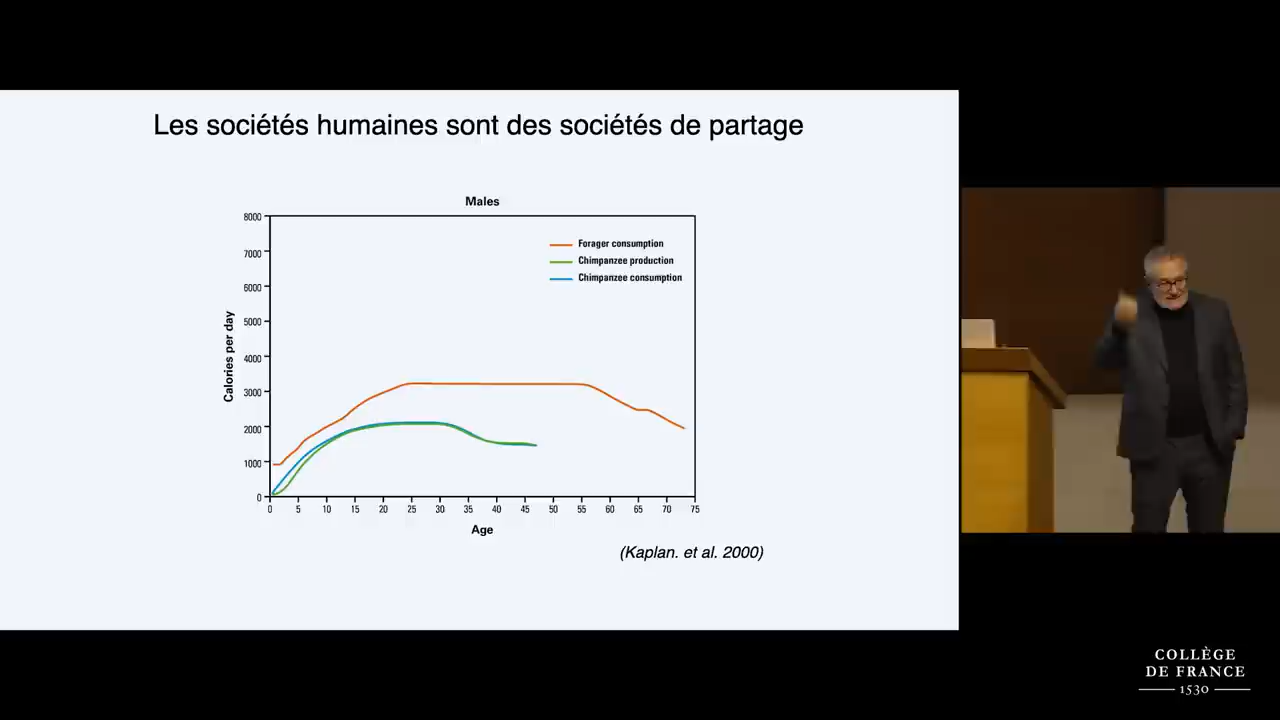 Les sociétés humaines sont des sociétés de partage
Males
8000
7000
6000
5000
4000
3000
2000
1000
0
Calories per day
Forager consumption
Chimpanzee production
Chimpanzee consumption
0 5 10 15 20 25 30 35 40 45 50 55 60 65 70 75
Age
(Kaplan. et al. 2000)
COLLÈGE
DE FRANCE
1530